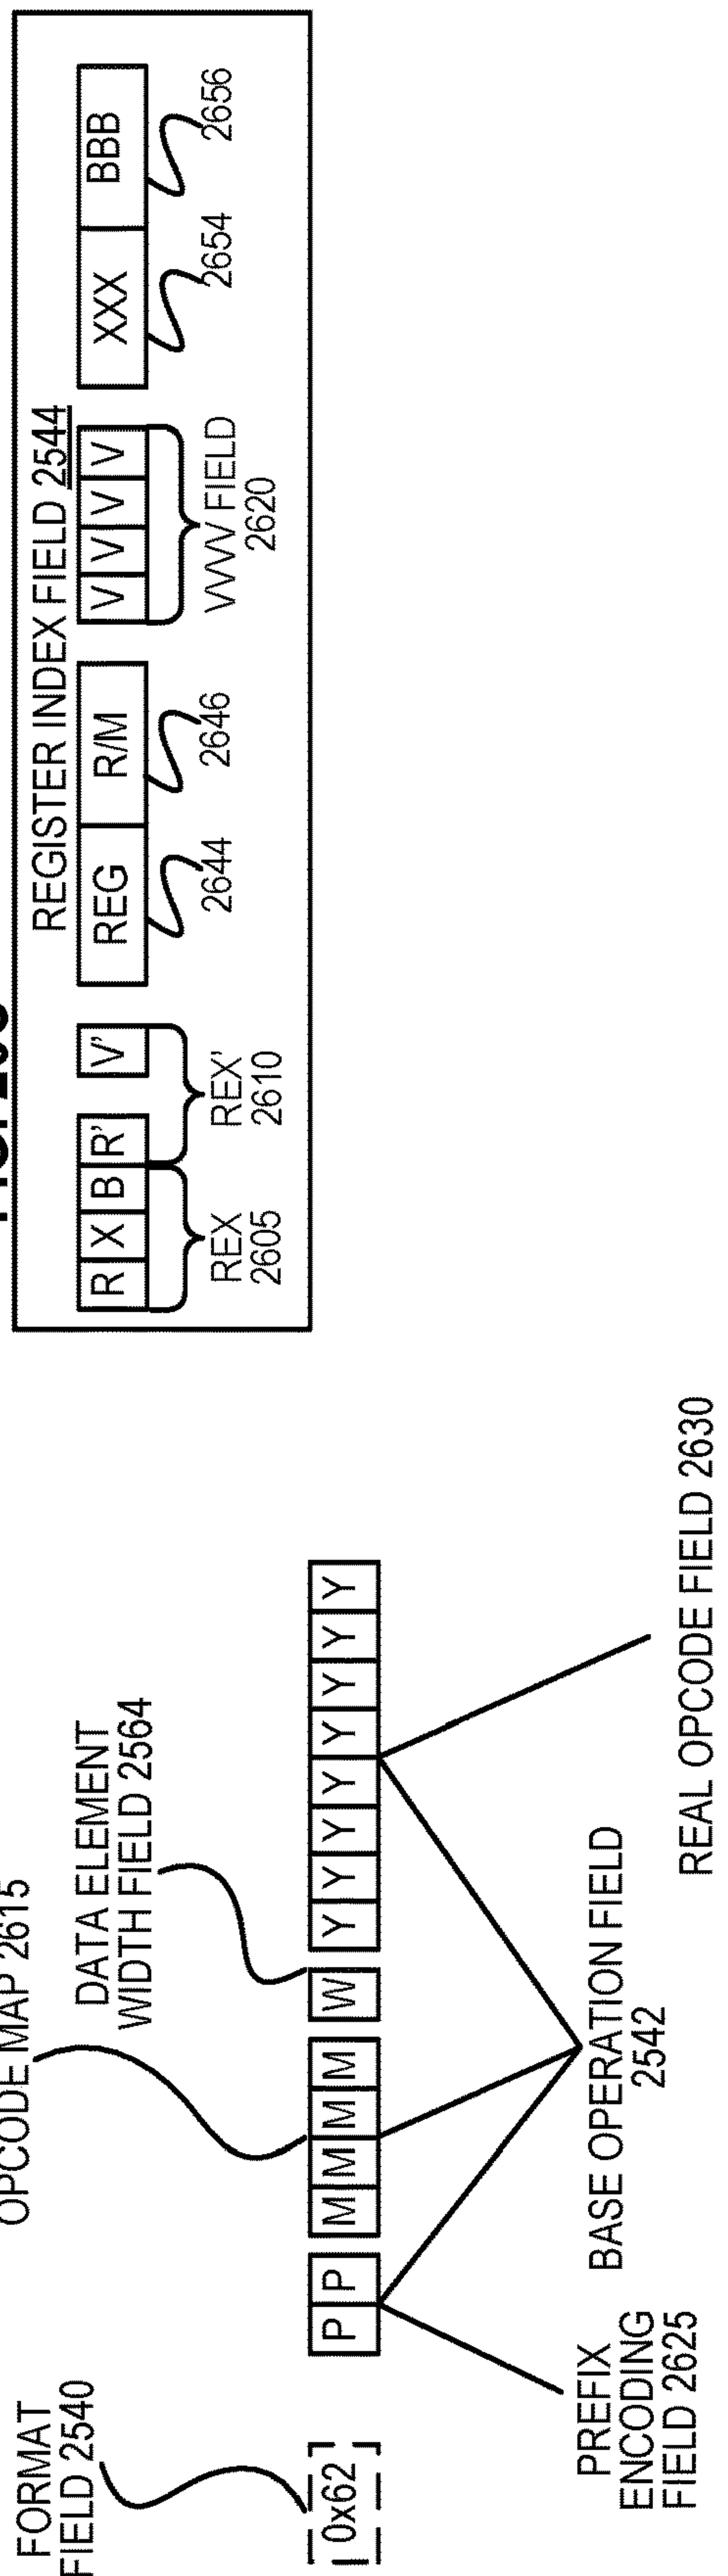 FORMAT
FIELD 2540
0x62
PREFIX
ENCODING
FIELD 2625
P P
OPCODE MAP 2615
M M M M
DATA ELEMENT
WIDTH FIELD 2564
W
Y Y Y Y Y Y Y Y
BASE OPERATION FIELD
2542
REAL OPCODE FIELD 2630
REGISTER INDEX FIELD 2544
R X B R' V'
REX
2605
REX'
2610
REG R/M
2644
2646
V V V V
VVVV FIELD
2620
XXX BBB
2654
2656